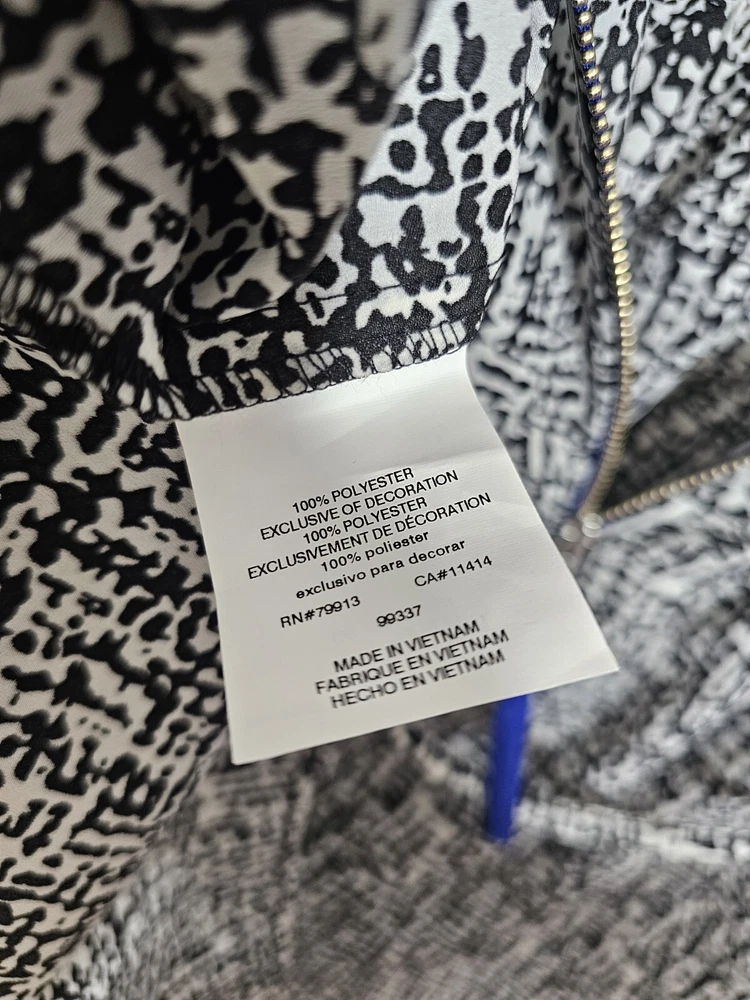 100% POLYESTER
EXCLUSIVE OF DECORATION
100% POLYESTER
EXCLUSIVEMENT DE DÉCORATION
100% poliester
exclusivo para decorar
RN#79913 CA#11414
99337
MADE IN VIETNAM
FABRIQUE EN VIETNAM
HECHO EN VIETNAM